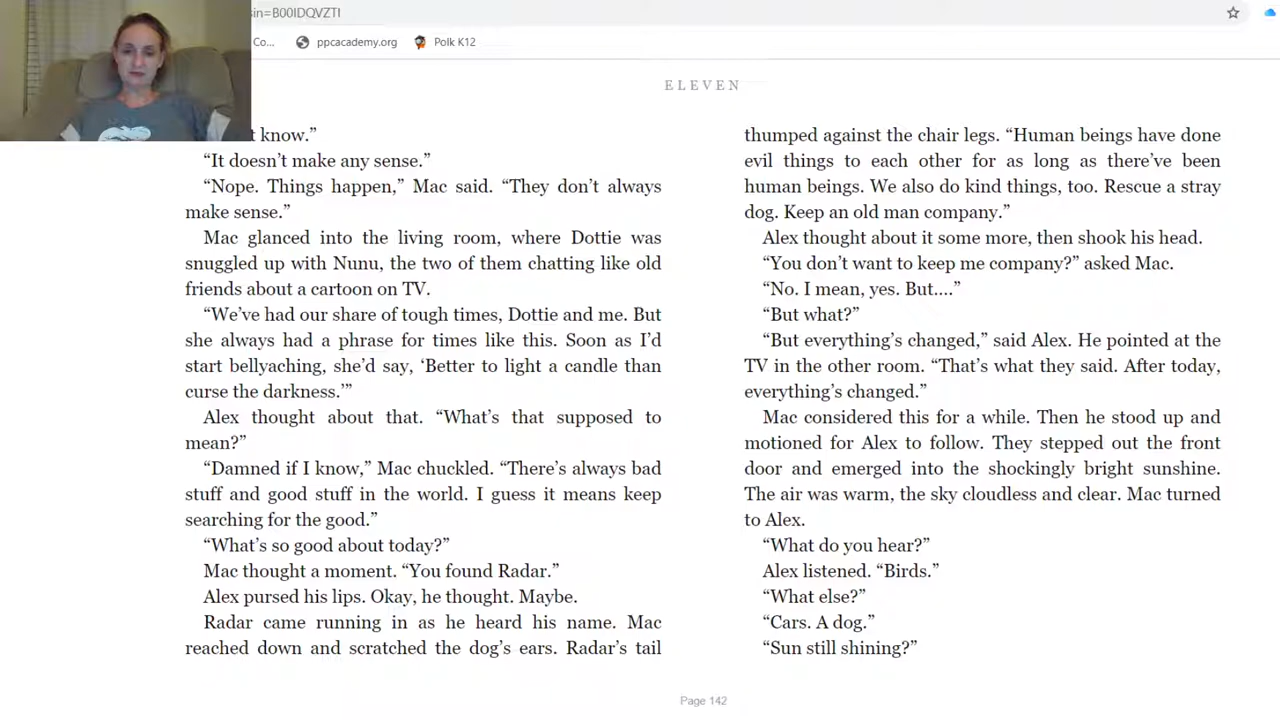 sin=B00IDQVZTI
Co... ppcacademy.org Polk K12
ELEVEN
know.”
“It doesn’t make any sense.”
“Nope. Things happen,” Mac said. “They don’t always
make sense.”
Mac glanced into the living room, where Dottie was
snuggled up with Nunu, the two of them chatting like old
friends about a cartoon on TV.
“We’ve had our share of tough times, Dottie and me. But
she always had a phrase for times like this. Soon as I’d
start bellyaching, she’d say, ‘Better to light a candle than
curse the darkness.’”
Alex thought about that. “What’s that supposed to
mean?”
“Damned if I know,” Mac chuckled. “There’s always bad
stuff and good stuff in the world. I guess it means keep
searching for the good.”
“What’s so good about today?”
Mac thought a moment. “You found Radar.”
Alex pursed his lips. Okay, he thought. Maybe.
Radar came running in as he heard his name. Mac
reached down and scratched the dog’s ears. Radar’s tail
thumped against the chair legs. “Human beings have done
evil things to each other for as long as there’ve been
human beings. We also do kind things, too. Rescue a stray
dog. Keep an old man company.”
Alex thought about it some more, then shook his head.
“You don’t want to keep me company?” asked Mac.
“No. I mean, yes. But....”
“But what?”
“But everything’s changed,” said Alex. He pointed at the
TV in the other room. “That’s what they said. After today,
everything’s changed.”
Mac considered this for a while. Then he stood up and
motioned for Alex to follow. They stepped out the front
door and emerged into the shockingly bright sunshine.
The air was warm, the sky cloudless and clear. Mac turned
to Alex.
“What do you hear?”
Alex listened. “Birds.”
“What else?”
“Cars. A dog.”
“Sun still shining?”
Page 142